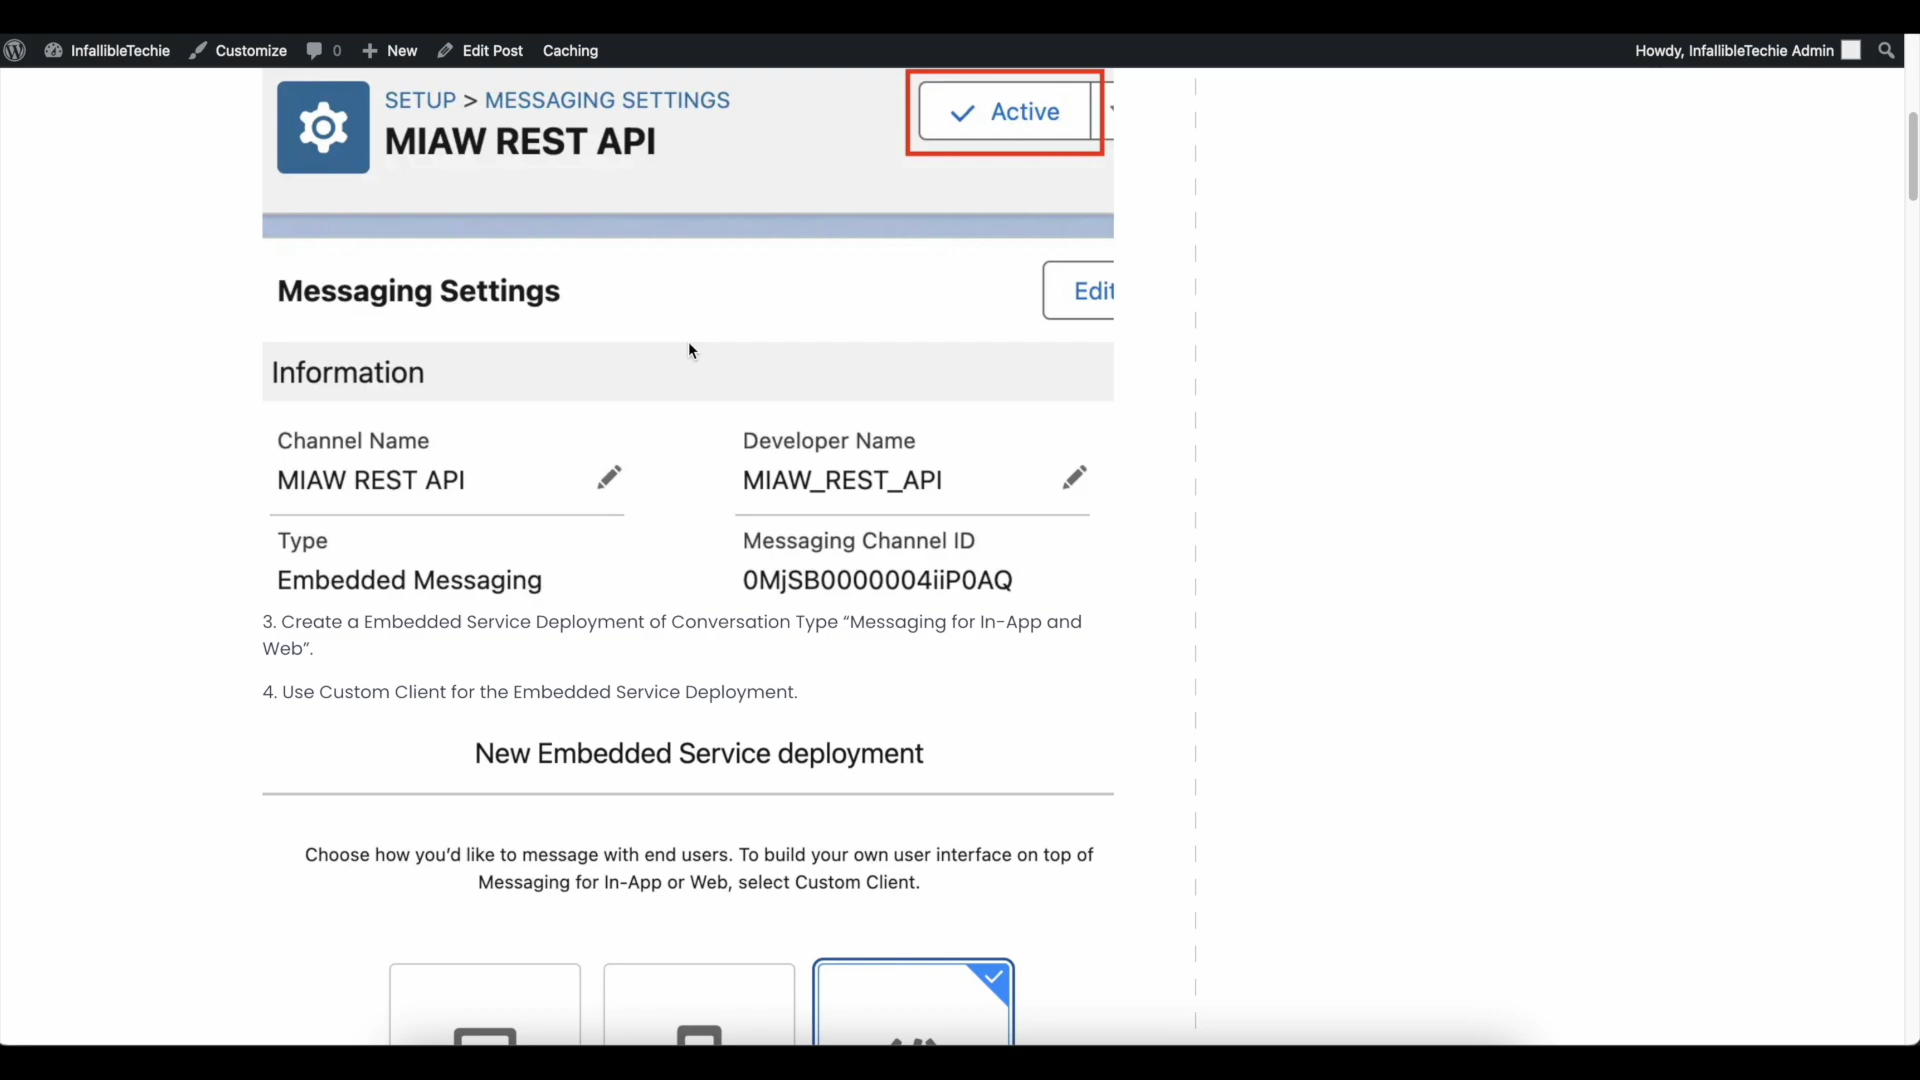 InfallibleTechie Customize 0 New Edit Post Caching Howdy, InfallibleTechie Admin
SETUP > MESSAGING SETTINGS
MIAW REST API
Active
Messaging Settings
Edit
Information
Channel Name
MIAW REST API
Developer Name
MIAW_REST_API
Type
Embedded Messaging
Messaging Channel ID
0MjSB0000004iiP0AQ
3. Create a Embedded Service Deployment of Conversation Type “Messaging for In-App and
Web”.
4. Use Custom Client for the Embedded Service Deployment.
New Embedded Service deployment
Choose how you’d like to message with end users. To build your own user interface on top of
Messaging for In-App or Web, select Custom Client.